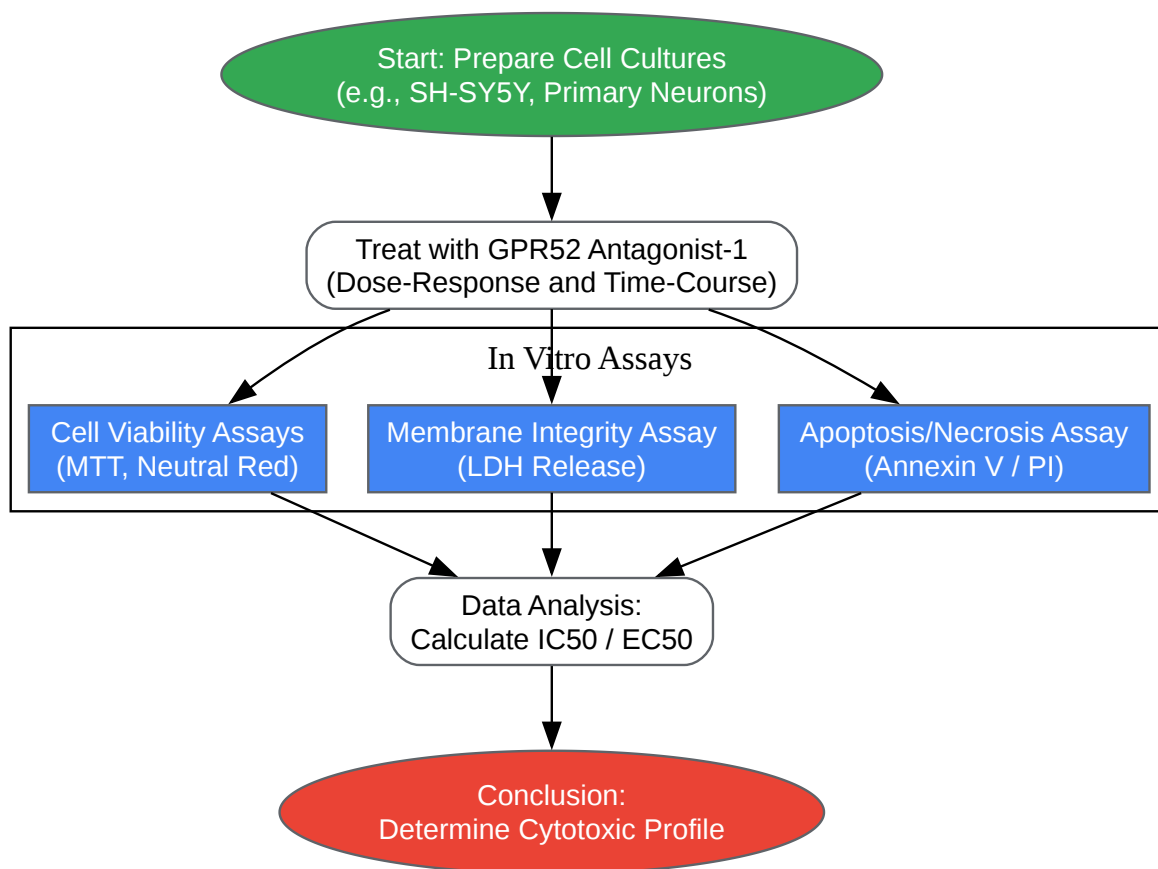 Start: Prepare Cell Cultures
(e.g., SH-SY5Y, Primary Neurons)
Treat with GPR52 Antagonist-1
(Dose-Response and Time-Course)
In Vitro Assays
Cell Viability Assays
(MTT, Neutral Red)
Membrane Integrity Assay
(LDH Release)
Apoptosis/Necrosis Assay
(Annexin V / PI)
Data Analysis:
Calculate IC50 / EC50
Conclusion:
Determine Cytotoxic Profile